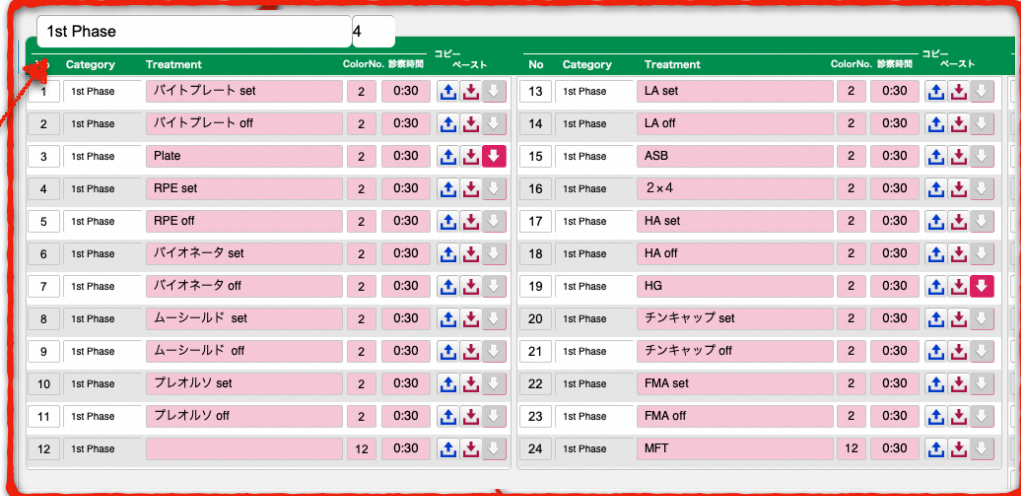 1st Phase 4
No Category Treatment ColorNo. 診察時間 コピー ペースト
1 1st Phase バイトプレート set 2 0:30
2 1st Phase バイトプレート off 2 0:30
3 1st Phase Plate 2 0:30
4 1st Phase RPE set 2 0:30
5 1st Phase RPE off 2 0:30
6 1st Phase バイオネータ set 2 0:30
7 1st Phase バイオネータ off 2 0:30
8 1st Phase ムーシールド set 2 0:30
9 1st Phase ムーシールド off 2 0:30
10 1st Phase プレオルソ set 2 0:30
11 1st Phase プレオルソ off 2 0:30
12 1st Phase 12 0:30
No Category Treatment ColorNo. 診察時間 コピー ペースト
13 1st Phase LA set 2 0:30
14 1st Phase LA off 2 0:30
15 1st Phase ASB 2 0:30
16 1st Phase 2×4 2 0:30
17 1st Phase HA set 2 0:30
18 1st Phase HA off 2 0:30
19 1st Phase HG 2 0:30
20 1st Phase チンキャップ set 2 0:30
21 1st Phase チンキャップ off 2 0:30
22 1st Phase FMA set 2 0:30
23 1st Phase FMA off 2 0:30
24 1st Phase MFT 12 0:30